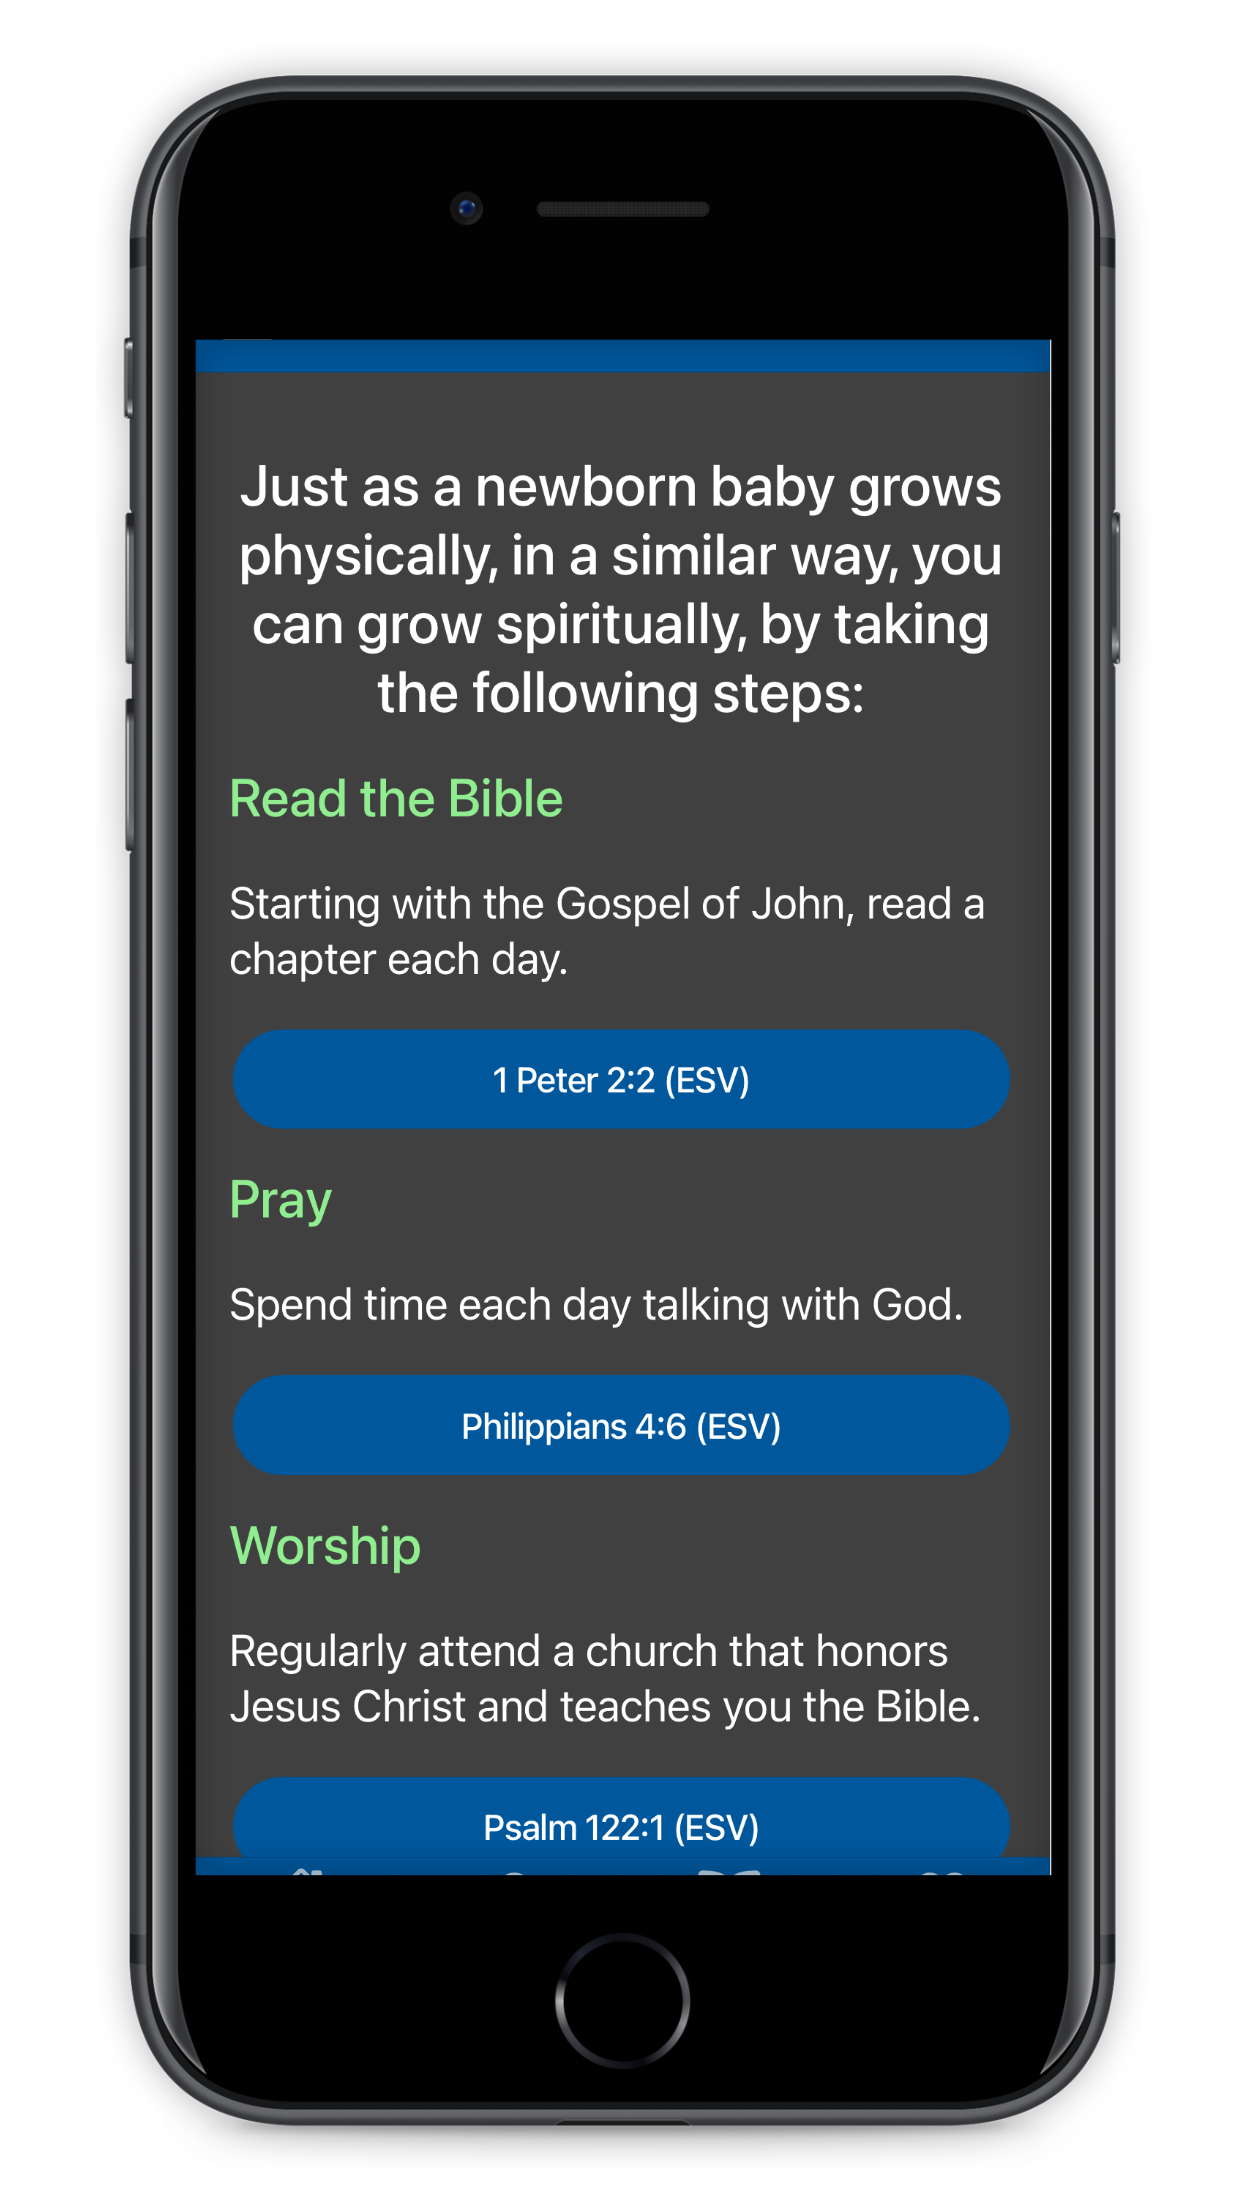 Just as a newborn baby grows
physically, in a similar way, you
can grow spiritually, by taking
the following steps:
Read the Bible
Starting with the Gospel of John, read a
chapter each day.
1 Peter 2:2 (ESV)
Pray
Spend time each day talking with God.
Philippians 4:6 (ESV)
Worship
Regularly attend a church that honors
Jesus Christ and teaches you the Bible.
Psalm 122:1 (ESV)